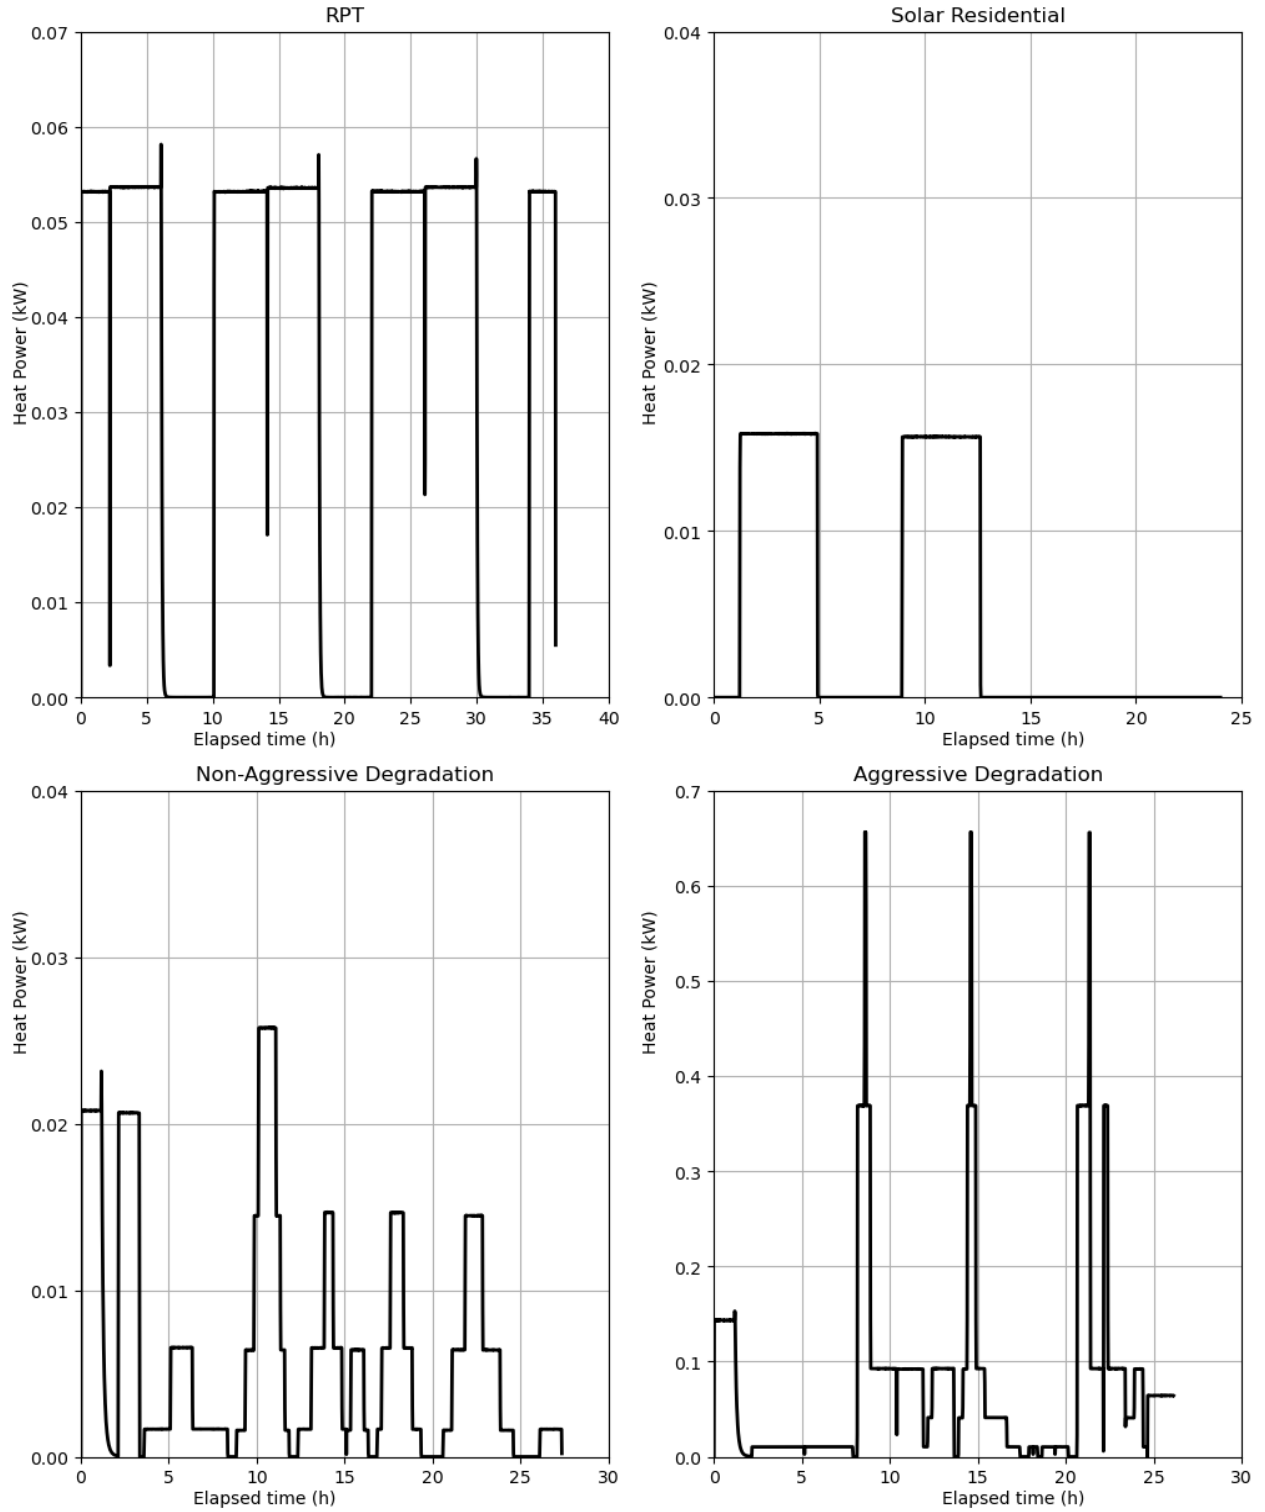 RPT
0.07
0.06
0.05
0.04
0.03
0.02
0.01
0.00
Heat Power (kW)
0 5 10 15 20 25 30 35 40
Elapsed time (h)
Solar Residential
0.04
0.03
0.02
0.01
0.00
Heat Power (kW)
0 5 10 15 20 25
Elapsed time (h)
Non-Aggressive Degradation
0.04
0.03
0.02
0.01
0.00
Heat Power (kW)
0 5 10 15 20 25 30
Elapsed time (h)
Aggressive Degradation
0.7
0.6
0.5
0.4
0.3
0.2
0.1
0.0
Heat Power (kW)
0 5 10 15 20 25 30
Elapsed time (h)